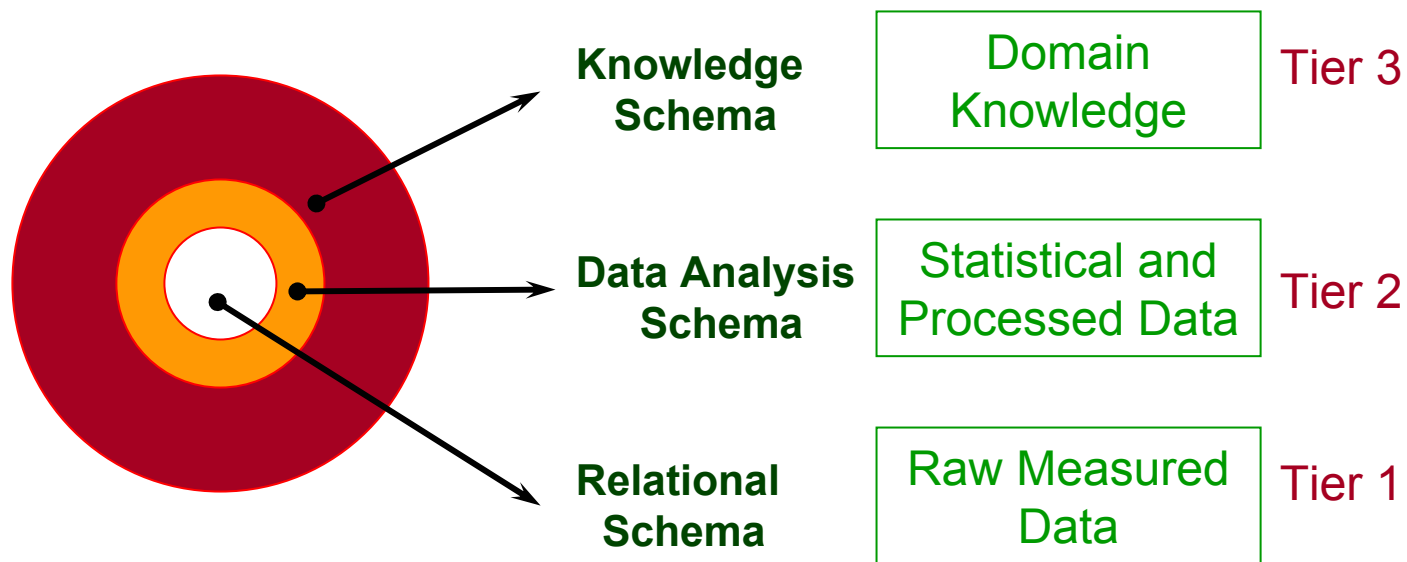 Knowledge
Schema
Domain
Knowledge
Tier 3
Data Analysis
Schema
Statistical and
Processed Data
Tier 2
Relational
Schema
Raw Measured
Data
Tier 1